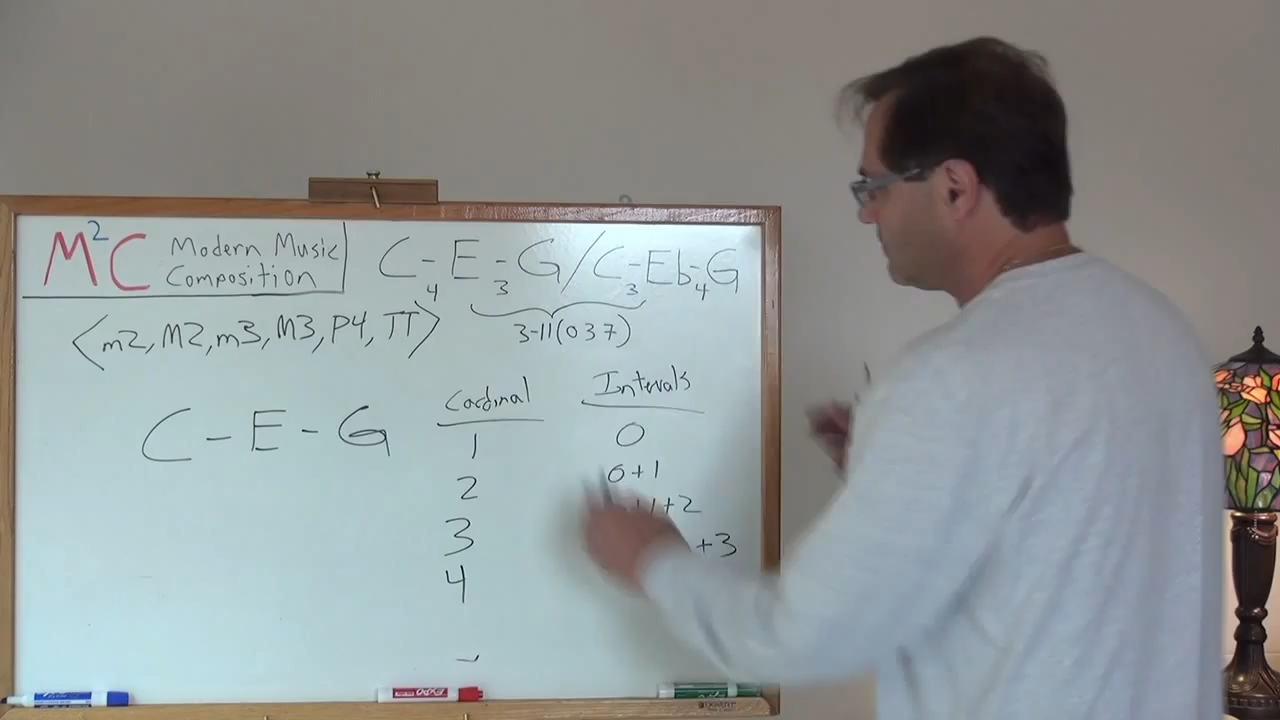 M²C Modern Music Composition
C-E-G/C-Eb-G
4 3 3 4
<m2, M2, m3, M3, P4, TT>
3-11(037)
Cardinal Intervals
C-E-G
1 0
2 0+1
3 +2
4 +3